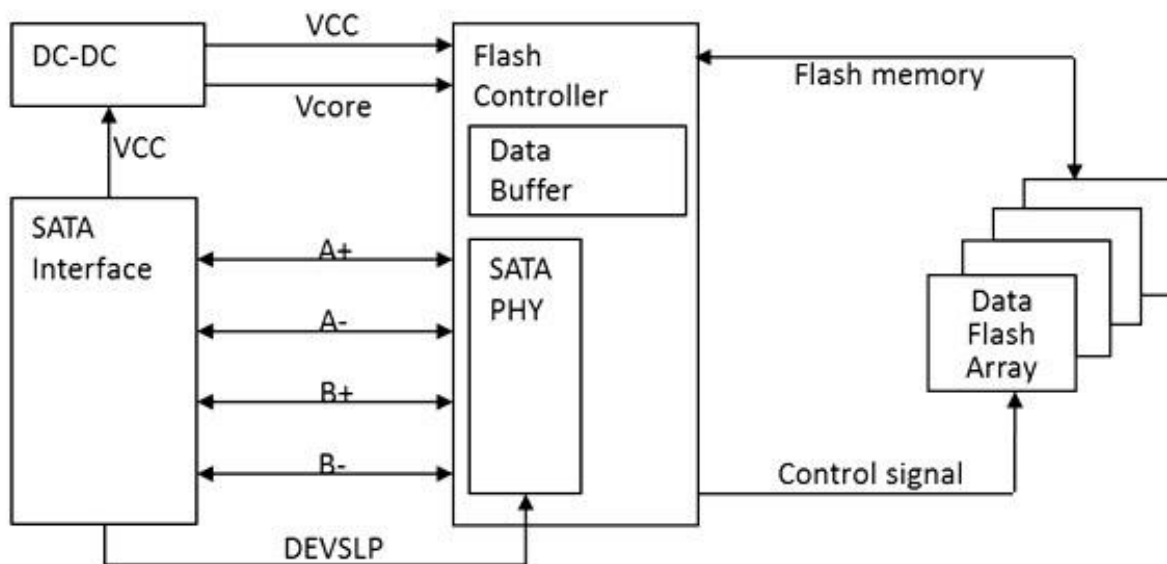 DC-DC
VCC
Vcore
VCC
Flash
Controller
Data
Buffer
SATA
PHY
SATA
Interface
A+
A-
B+
B-
DEVSLP
Flash memory
Data
Flash
Array
Control signal